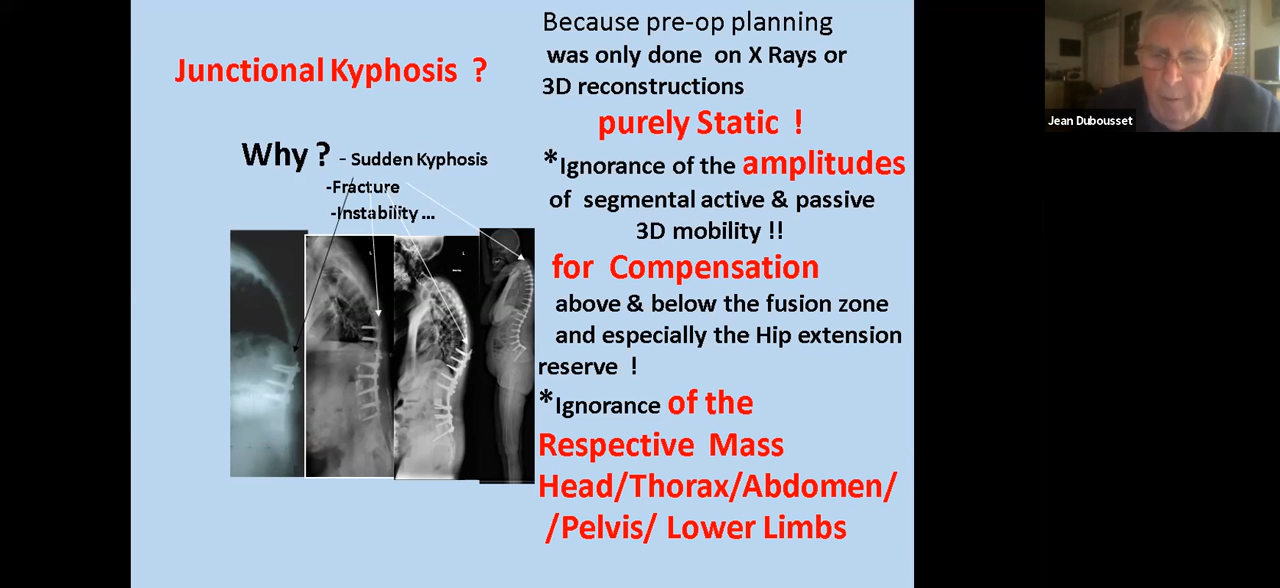 Junctional Kyphosis ?
Why ? - Sudden Kyphosis
-Fracture
-Instability ...
Because pre-op planning
was only done on X Rays or
3D reconstructions
purely Static !
*Ignorance of the amplitudes
of segmental active & passive
3D mobility !!
for Compensation
above & below the fusion zone
and especially the Hip extension
reserve !
*Ignorance of the
Respective Mass
Head/Thorax/Abdomen/
/Pelvis/ Lower Limbs
Jean Dubousset